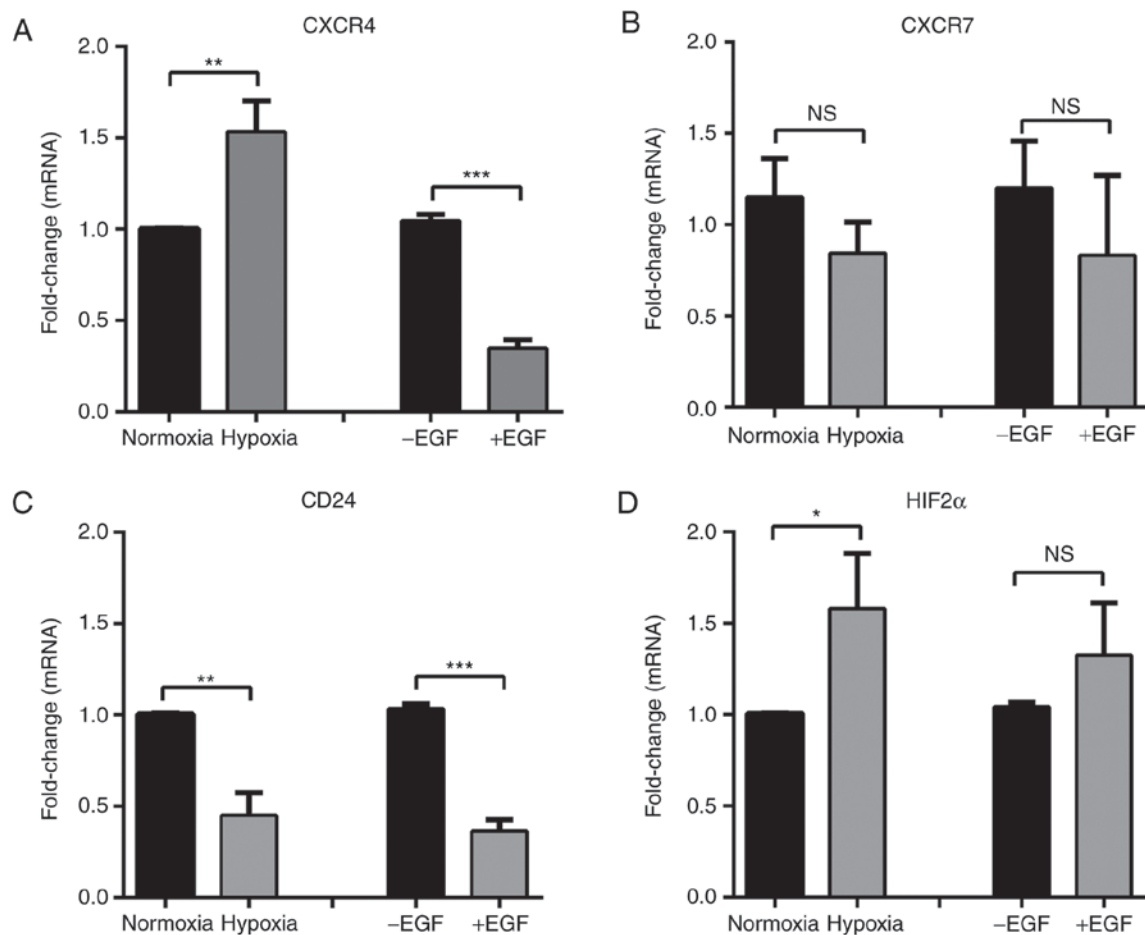 A
CXCR4
2.0
1.5
1.0
0.5
0.0
Fold-change (mRNA)
**
***
Normoxia Hypoxia –EGF +EGF
B
CXCR7
2.0
1.5
1.0
0.5
0.0
Fold-change (mRNA)
NS
NS
Normoxia Hypoxia –EGF +EGF
C
CD24
2.0
1.5
1.0
0.5
0.0
Fold-change (mRNA)
**
***
Normoxia Hypoxia –EGF +EGF
D
HIF2α
2.0
1.5
1.0
0.5
0.0
Fold-change (mRNA)
*
NS
Normoxia Hypoxia –EGF +EGF